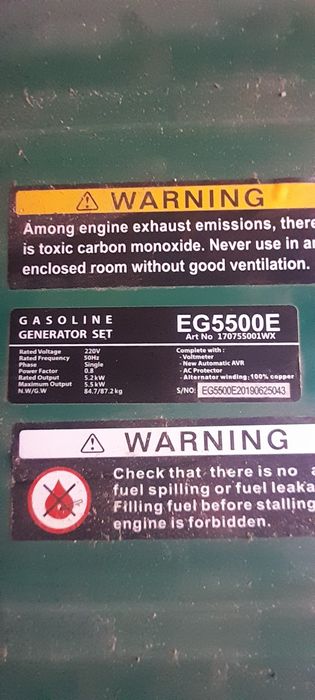 WARNING
Among engine exhaust emissions, there
is toxic carbon monoxide. Never use in an
enclosed room without good ventilation.
GASOLINE
GENERATOR SET
EG5500E
Art No 170755001WX
Rated Voltage 220V
Rated Frequency 50Hz
Phase Single
Power Factor 0.8
Rated Output 5.2kW
Maximum Output 5.5kW
N.W/G.W 84.7/87.2kg
Complete with:
- Voltmeter
- New Automatic AVR
- AC Protector
- Alternator winding: 100% copper
S/NO: EG5500E20190625043
WARNING
Check that there is no a
fuel spilling or fuel leaka
Filling fuel before stalling
engine is forbidden.